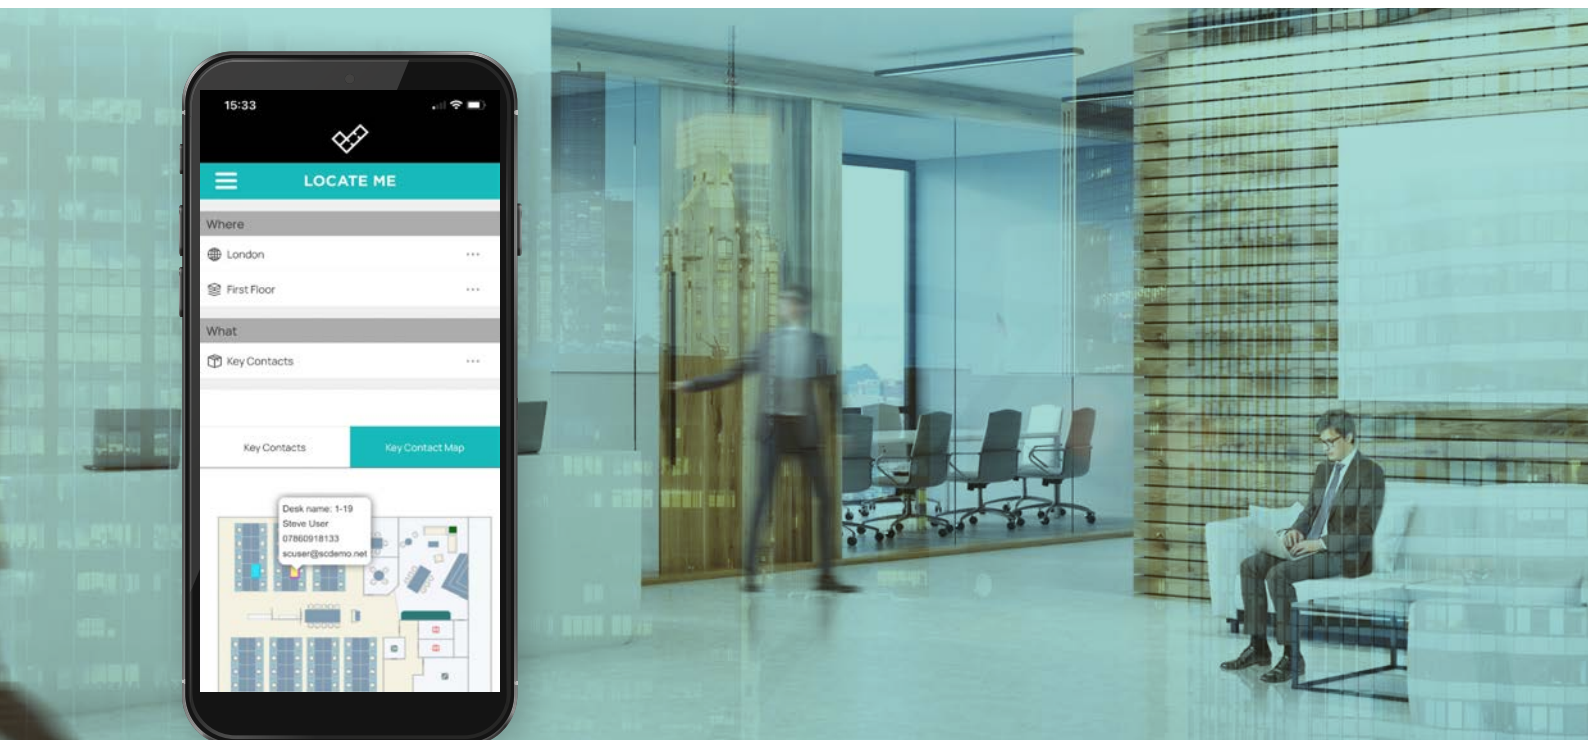 15:33
LOCATE ME
Where
London
First Floor
What
Key Contacts
Key Contacts
Key Contact Map
Desk name: 1-19
Steve User
07860918133
scuser@scdemo.net